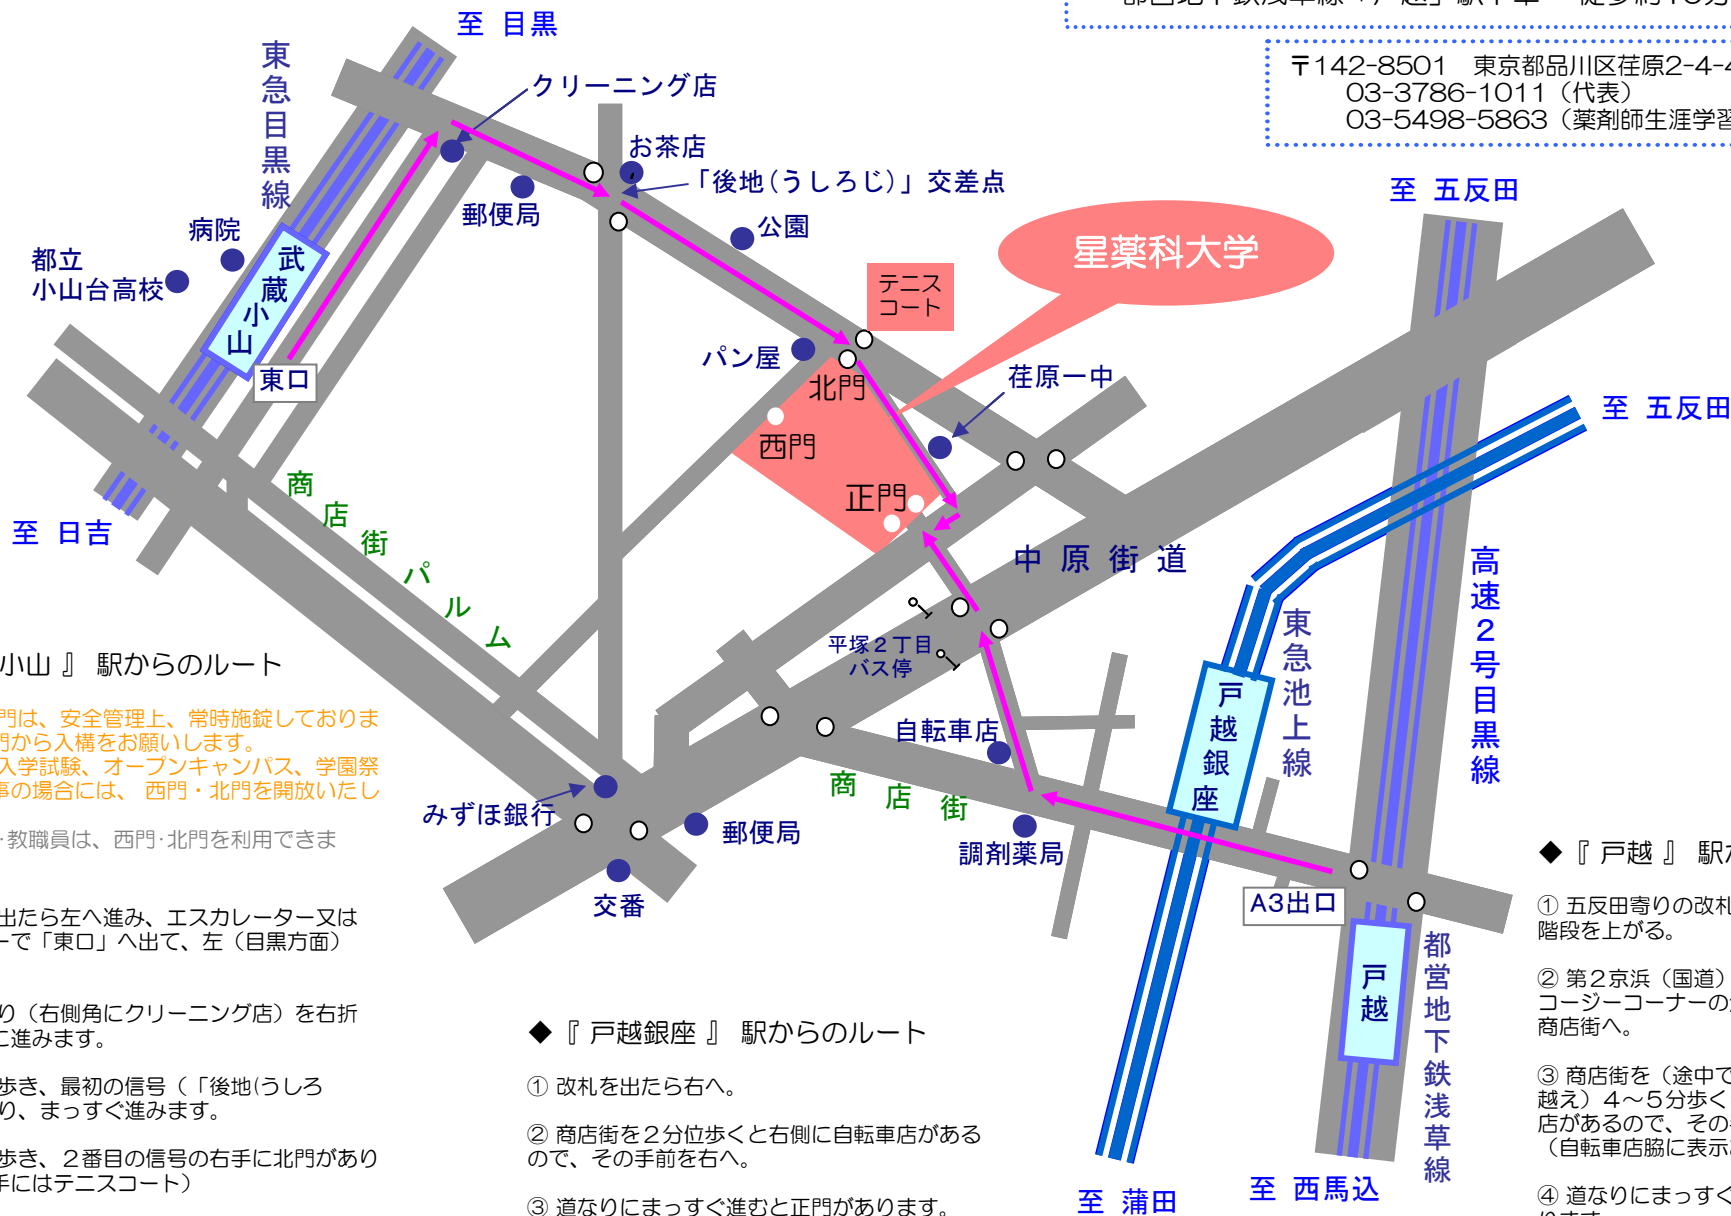 至 目黒
東急目黒線
クリーニング店
お茶店
「後地(うしろじ)」交差点
郵便局
公園
病院
都立
小山台高校
武蔵小山
東口
至 日吉
商店街パルム
〒142-8501　東京都品川区荏原2-4-4
03-3786-1011（代表）
03-5498-5863（薬剤師生涯学習
至 五反田
星薬科大学
テニス
コート
パン屋
北門
西門
正門
荏原一中
至 五反田
中原街道
平塚２丁目
バス停
東急池上線
高速２号目黒線
自転車店
戸越銀座
商店街
みずほ銀行
郵便局
交番
調剤薬局
A3出口
戸越
都営地下鉄浅草線
至 蒲田
至 西馬込
小山 』 駅からのルート
門は、安全管理上、常時施錠しておりま
門から入構をお願いします。
入学試験、オープンキャンパス、学園祭
事の場合には、 西門・北門を開放いたし
・教職員は、西門・北門を利用できま
出たら左へ進み、エスカレーター又は
ーで「東口」へ出て、左（目黒方面）
り（右側角にクリーニング店）を右折
に進みます。
歩き、最初の信号（「後地(うしろ
り、まっすぐ進みます。
歩き、２番目の信号の右手に北門があり
手にはテニスコート）
◆『 戸越銀座 』 駅からのルート
① 改札を出たら右へ。
② 商店街を２分位歩くと右側に自転車店がある
ので、その手前を右へ。
③ 道なりにまっすぐ進むと正門があります。
◆『 戸越 』 駅か
① 五反田寄りの改札
階段を上がる。
② 第２京浜（国道）
コージーコーナーの
商店街へ。
③ 商店街を（途中で
越え）４〜５分歩く
店があるので、その
（自転車店脇に表示
④ 道なりにまっすぐ
ります。